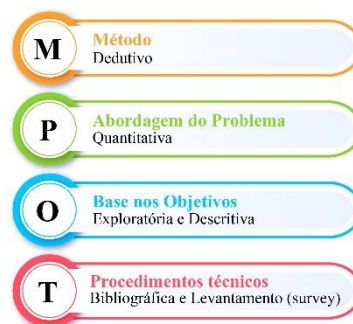 M
Método
Dedutivo
P
Abordagem do Problema
Quantitativa
O
Base nos Objetivos
Exploratória e Descritiva
T
Procedimentos técnicos
Bibliográfica e Levantamento (survey)